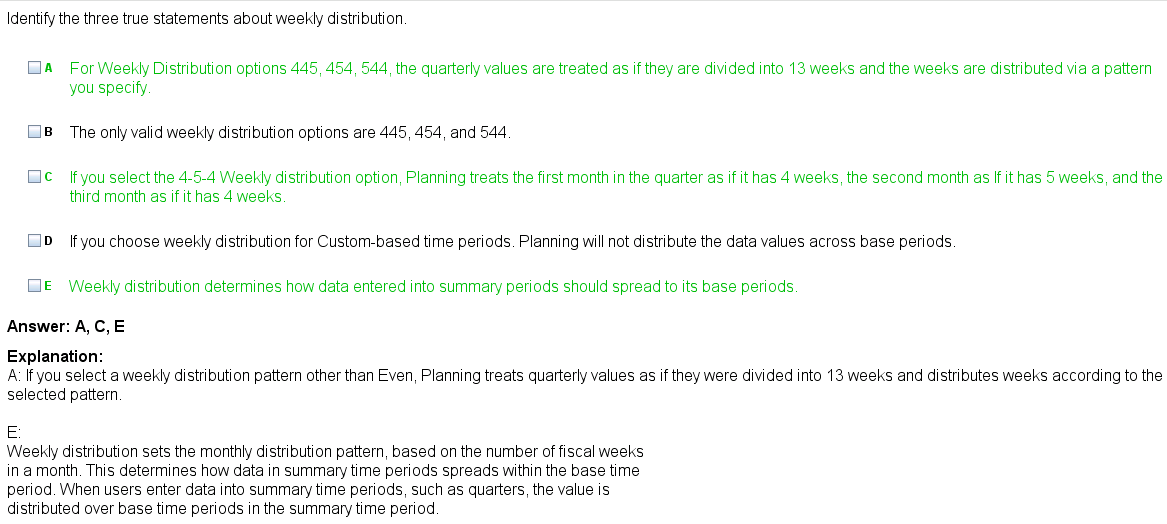 Identify the three true statements about weekly distribution.
A For Weekly Distribution options 445, 454, 544, the quarterly values are treated as if they are divided into 13 weeks and the weeks are distributed via a pattern
you specify.
B The only valid weekly distribution options are 445, 454, and 544.
C If you select the 4-5-4 Weekly distribution option, Planning treats the first month in the quarter as if it has 4 weeks, the second month as If it has 5 weeks, and the
third month as if it has 4 weeks.
D If you choose weekly distribution for Custom-based time periods. Planning will not distribute the data values across base periods.
E Weekly distribution determines how data entered into summary periods should spread to its base periods.
Answer: A, C, E
Explanation:
A: If you select a weekly distribution pattern other than Even, Planning treats quarterly values as if they were divided into 13 weeks and distributes weeks according to the
selected pattern.
E:
Weekly distribution sets the monthly distribution pattern, based on the number of fiscal weeks
in a month. This determines how data in summary time periods spreads within the base time
period. When users enter data into summary time periods, such as quarters, the value is
distributed over base time periods in the summary time period.